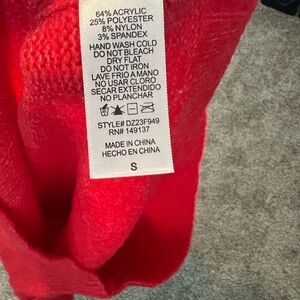 64% ACRYLIC
25% POLYESTER
8% NYLON
3% SPANDEX
HAND WASH COLD
DO NOT BLEACH
DRY FLAT
DO NOT IRON
LAVE FRIO A MANO
NO USAR CLORO
SECAR EXTENDIDO
NO PLANCHAR
STYLE# DZ23F949
RN# 149137
MADE IN CHINA
HECHO EN CHINA
S